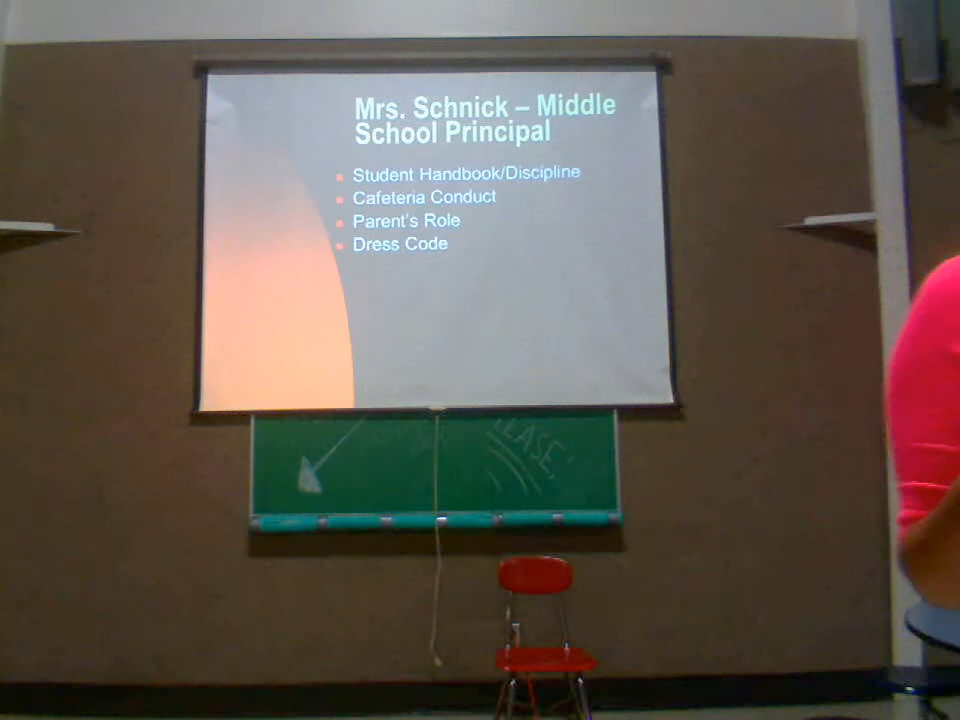 Mrs. Schnick – Middle
School Principal
Student Handbook/Discipline
Cafeteria Conduct
Parent's Role
Dress Code